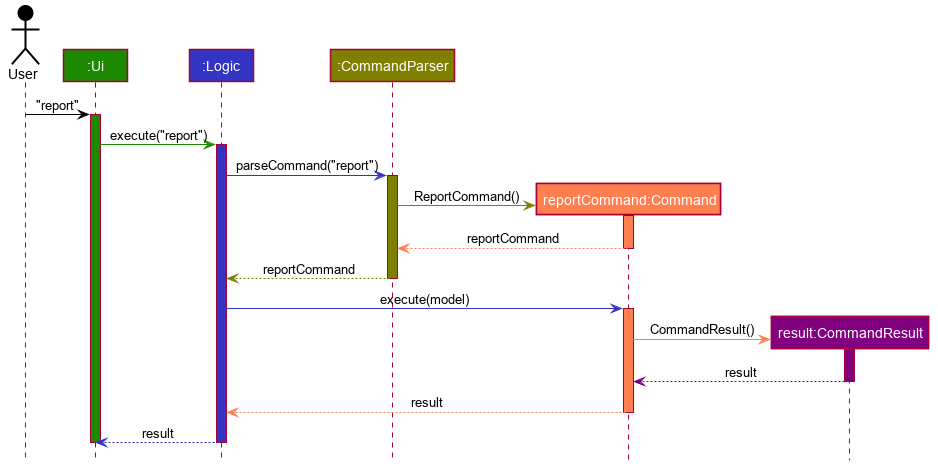 User
:Ui
:Logic
:CommandParser
"report"
execute("report")
parseCommand("report")
ReportCommand()
reportCommand:Command
reportCommand
reportCommand
execute(model)
CommandResult()
result:CommandResult
result
result
result